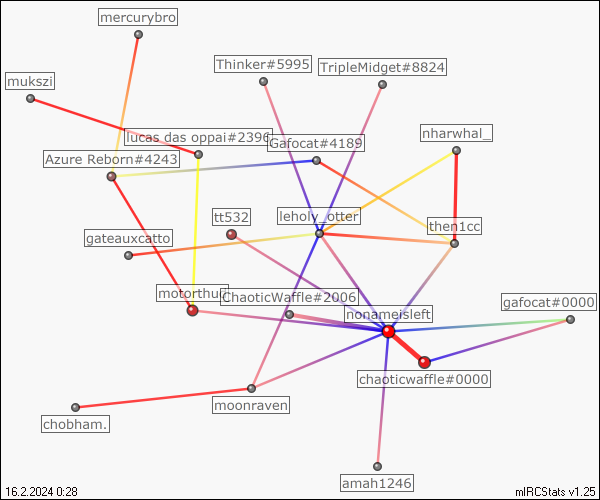 mercurybro
Thinker#5995
TripleMidget#8824
mukszi
nharwhal_
lucas das oppai#2396
Gafocat#4189
Azure Reborn#4243
tt532
leholy_otter
then1cc
gateauxcatto
ChaoticWaffle#2006
gafocat#0000
nonameisleft
chaoticwaffle#0000
moonraven
chobham.
amah1246
16.2.2024 0:28
mIRCStats v1.25